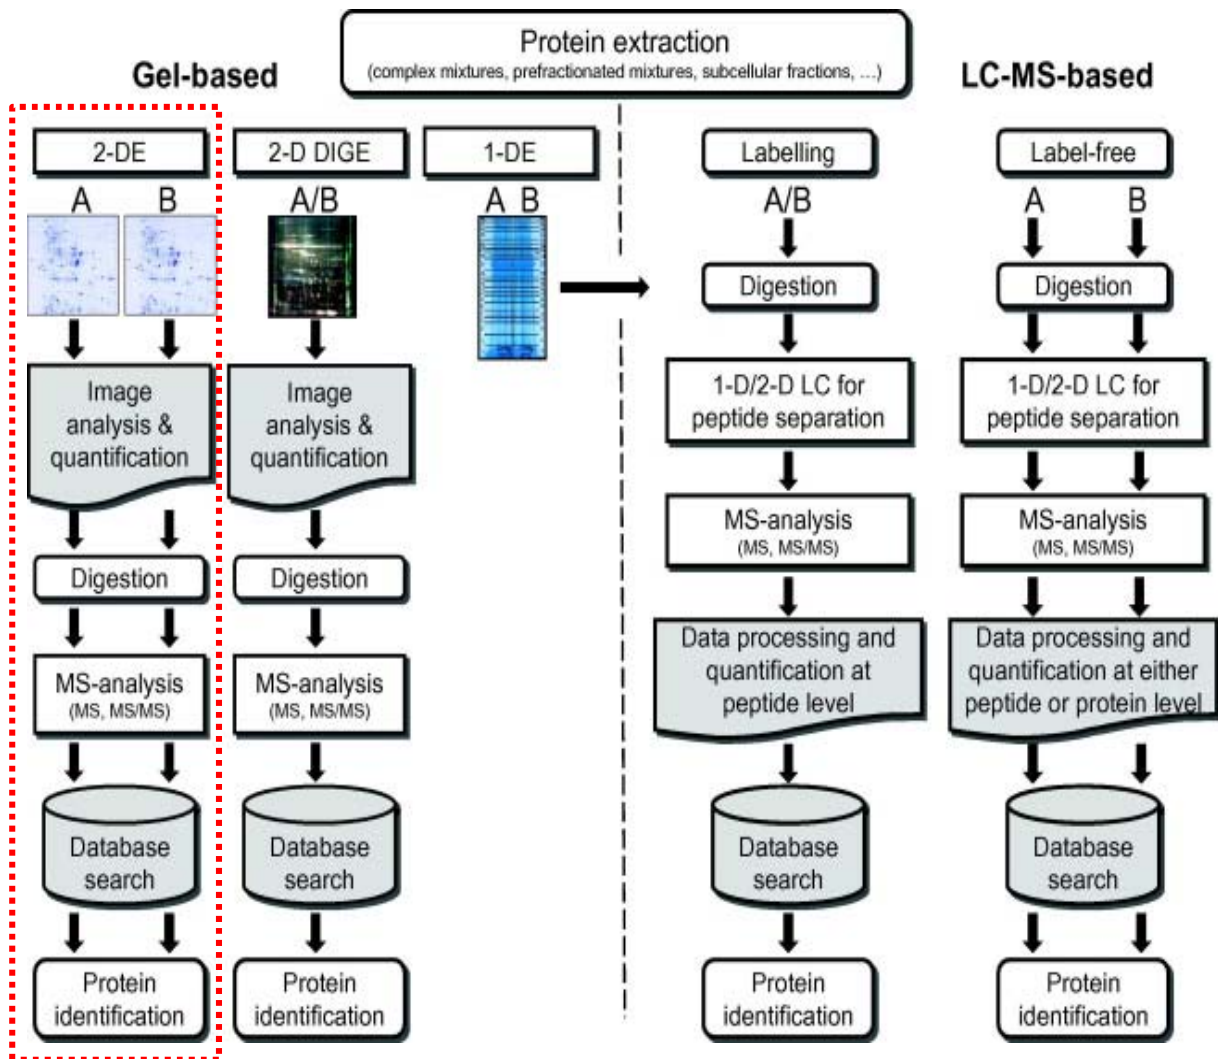 Protein extraction
(complex mixtures, prefractionated mixtures, subcellular fractions, ...)
Gel-based
LC-MS-based
2-DE
A B
Image
analysis &
quantification
Digestion
MS-analysis
(MS, MS/MS)
Database
search
Protein
identification
2-D DIGE
A/B
Image
analysis &
quantification
Digestion
MS-analysis
(MS, MS/MS)
Database
search
Protein
identification
1-DE
A B
Labelling
A/B
Digestion
1-D/2-D LC for
peptide separation
MS-analysis
(MS, MS/MS)
Data processing and
quantification at
peptide level
Database
search
Protein
identification
Label-free
A B
Digestion
1-D/2-D LC for
peptide separation
MS-analysis
(MS, MS/MS)
Data processing and
quantification at either
peptide or protein level
Database
search
Protein
identification